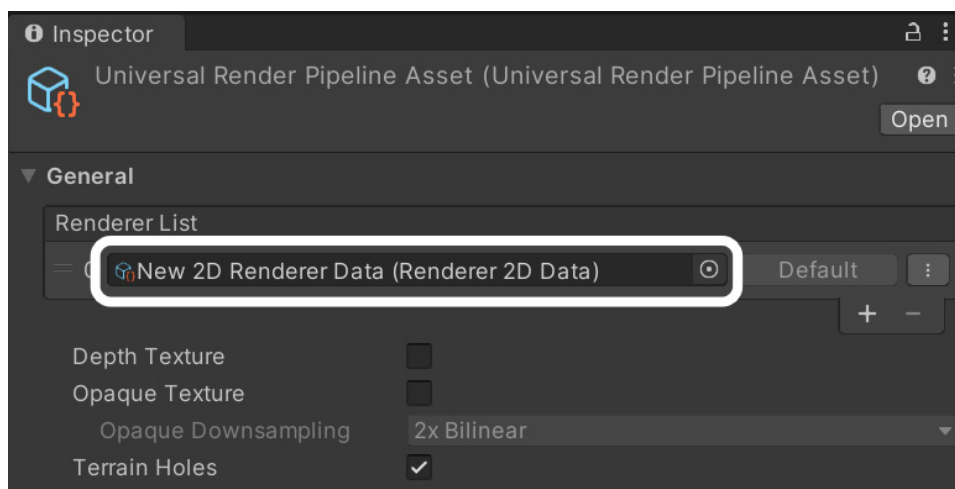 Inspector
Universal Render Pipeline Asset (Universal Render Pipeline Asset)
Open
General
Renderer List
New 2D Renderer Data (Renderer 2D Data) Default
+ −
Depth Texture
Opaque Texture
Opaque Downsampling 2x Bilinear
Terrain Holes